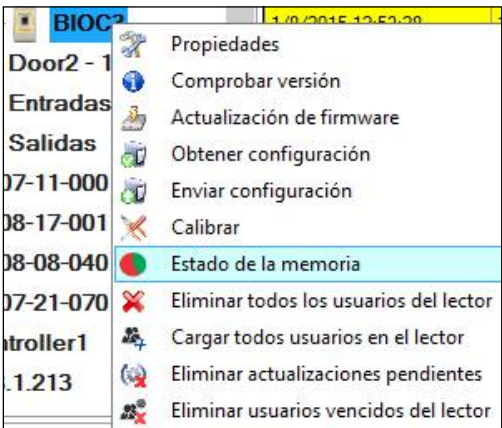 BIOC3
1/8/2015 12:52:28
Propiedades
Door2 - 1
Comprobar versión
Entradas
Actualización de firmware
Salidas
Obtener configuración
07-11-000
Enviar configuración
08-17-001
Calibrar
08-08-040
Estado de la memoria
07-21-070
Eliminar todos los usuarios del lector
ntroller1
Cargar todos usuarios en el lector
.1.213
Eliminar actualizaciones pendientes
Eliminar usuarios vencidos del lector